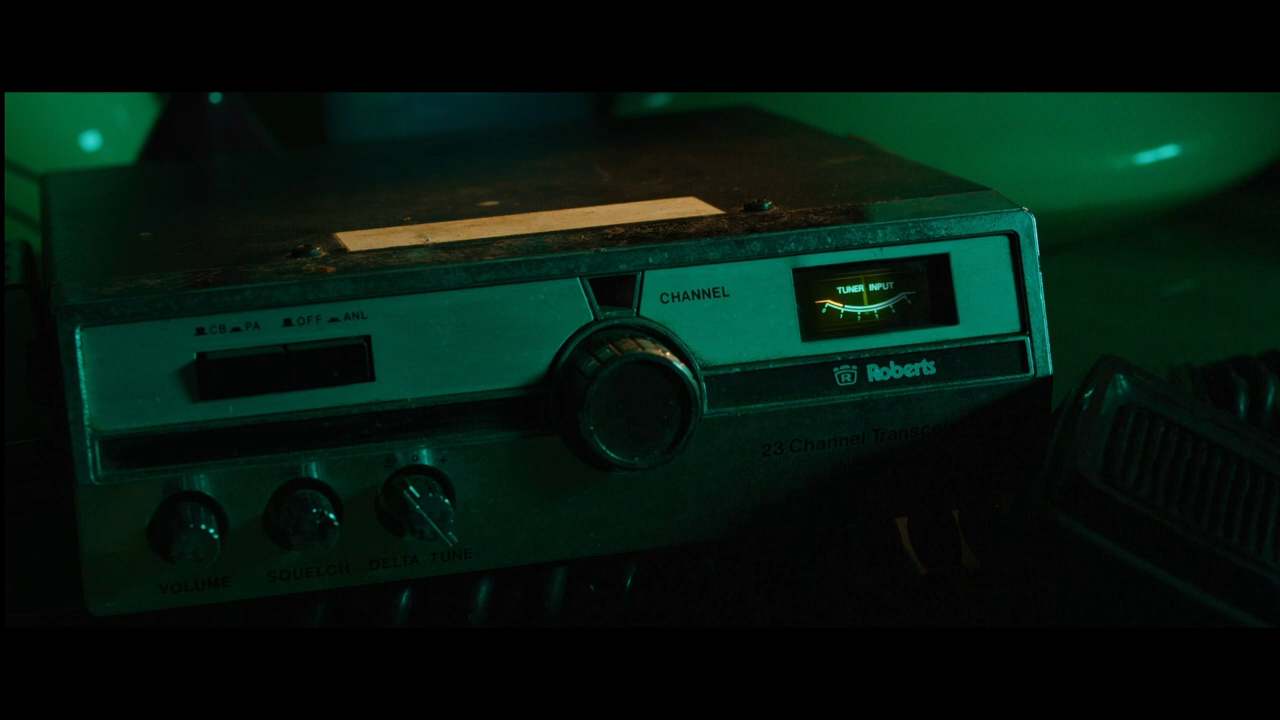 CB PA OFF ANL
CHANNEL
TUNER INPUT
R Roberts
23 Channel
VOLUME SQUELCH DELTA TUNE